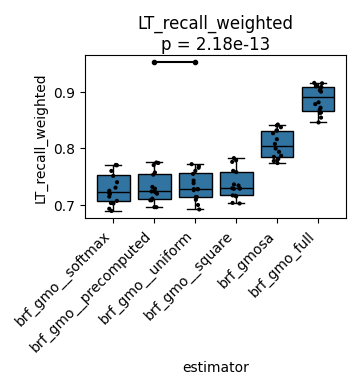 LT_recall_weighted
p = 2.18e-13
LT_recall_weighted
0.9
0.8
0.7
brf_gmo__softmax
brf_gmo__precomputed
brf_gmo__uniform
brf_gmo__square
brf_gmosa
brf_gmo_full
estimator